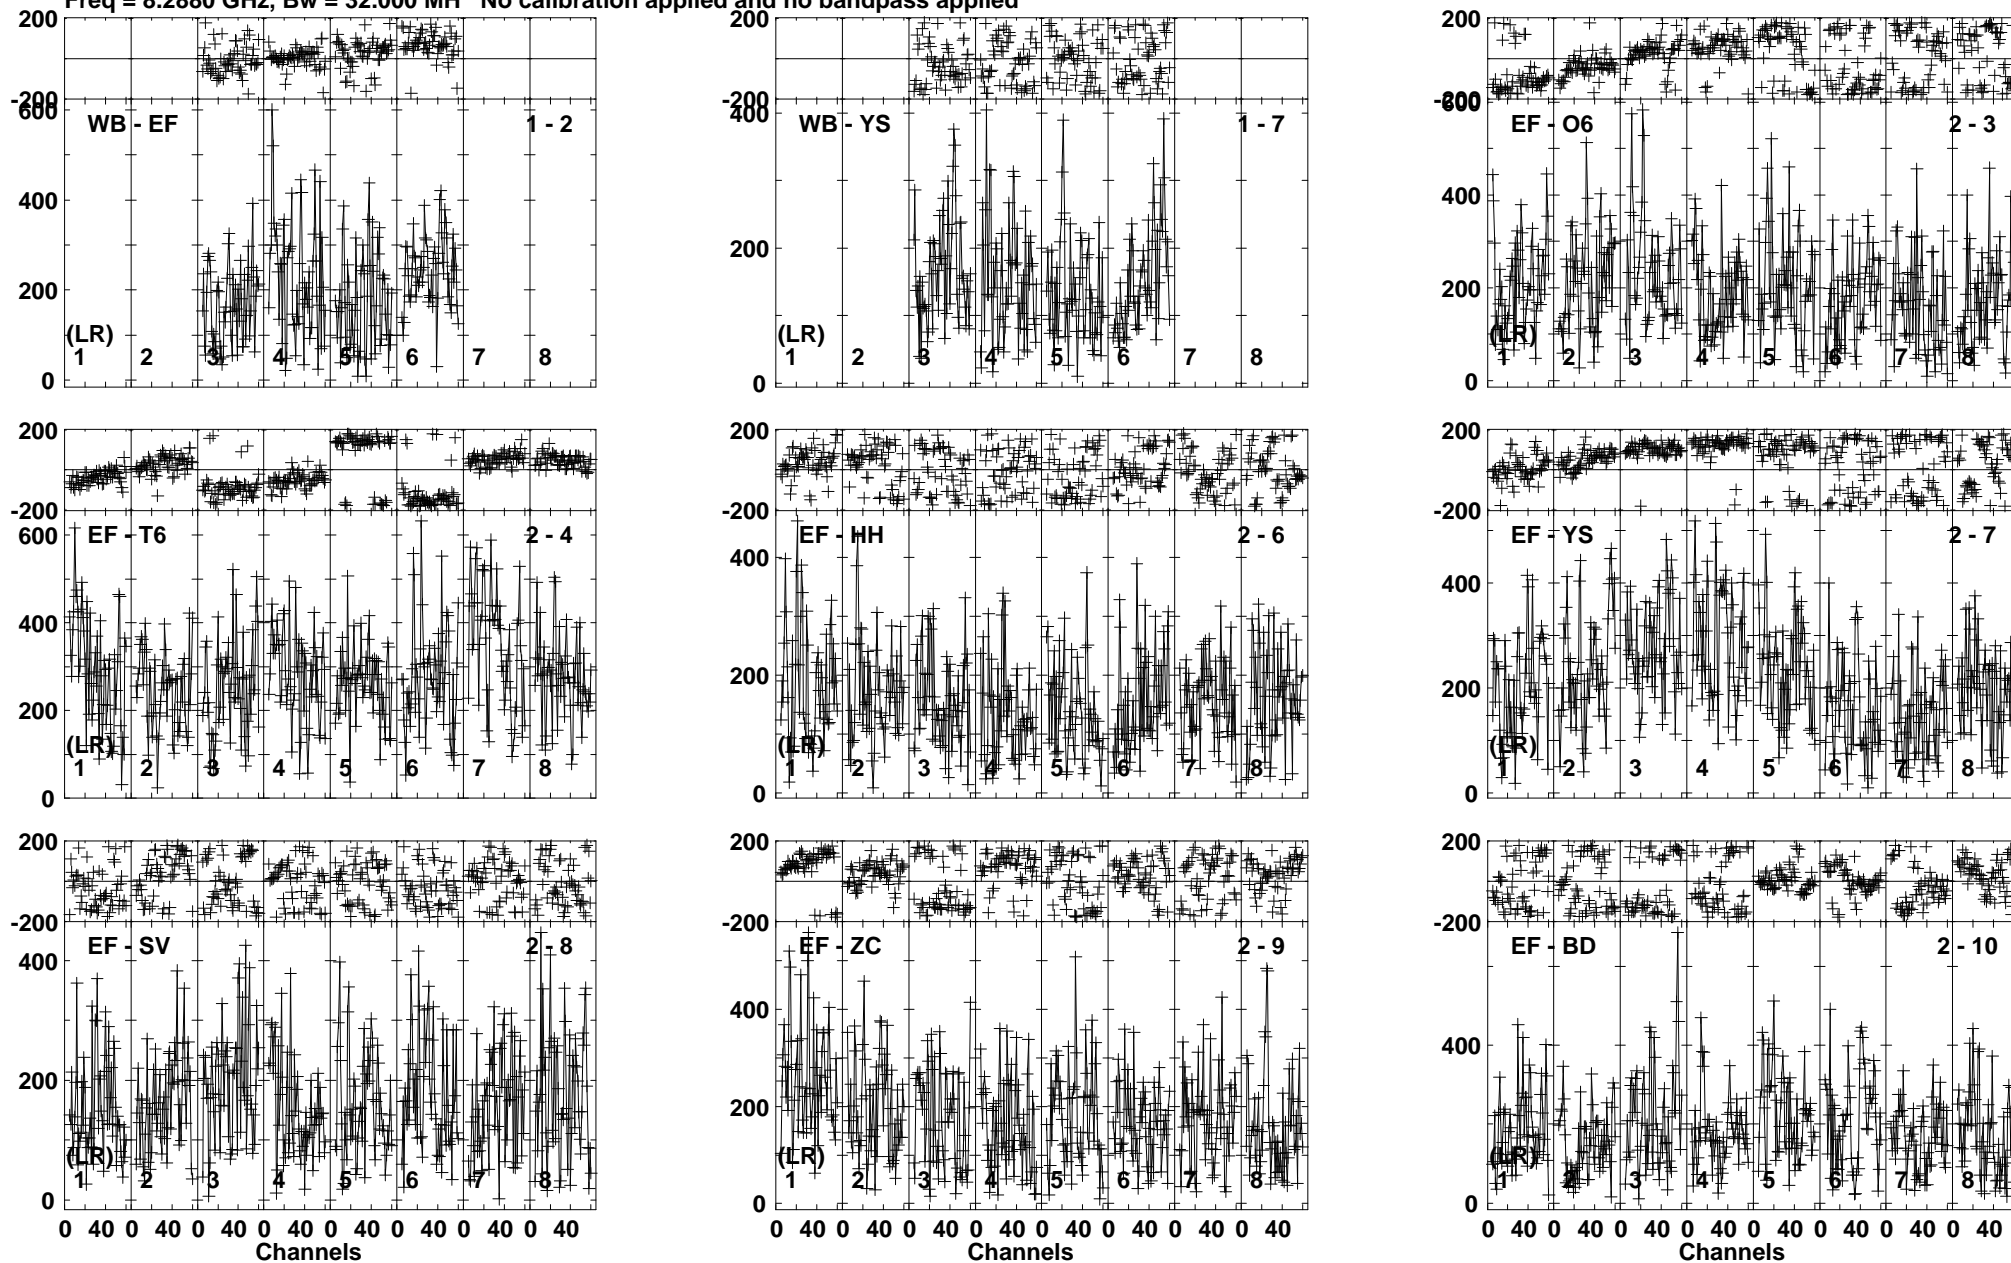 Freq = 8.2880 GHz, Bw = 32.000 MH No calibration applied and no bandpass applied
200
-200
600
400
200
0
WB - EF 1 - 2
(LR)
1 2 3 4 5 6 7 8
200
-200
400
200
0
WB - YS 1 - 7
(LR)
1 2 3 4 5 6 7 8
200
-200
600
400
200
0
EF - O6 2 - 3
(LR)
1 2 3 4 5 6 7 8
200
-200
600
400
200
0
EF - T6 2 - 4
(LR)
1 2 3 4 5 6 7 8
200
-200
400
200
0
EF - HH 2 - 6
(LR)
1 2 3 4 5 6 7 8
200
-200
400
200
0
EF - YS 2 - 7
(LR)
1 2 3 4 5 6 7 8
200
-200
400
200
0
EF - SV 2 - 8
(LR)
1 2 3 4 5 6 7 8
0 40 0 40 0 40 0 40 0 40 0 40 0 40 0 40
Channels
200
-200
400
200
0
EF - ZC 2 - 9
(LR)
1 2 3 4 5 6 7 8
0 40 0 40 0 40 0 40 0 40 0 40 0 40 0 40
Channels
200
-200
400
0
EF - BD 2 - 10
(LR)
1 2 3 4 5 6 7 8
0 40 0 40 0 40 0 40 0 40 0 40 0 40 0 40
Channels